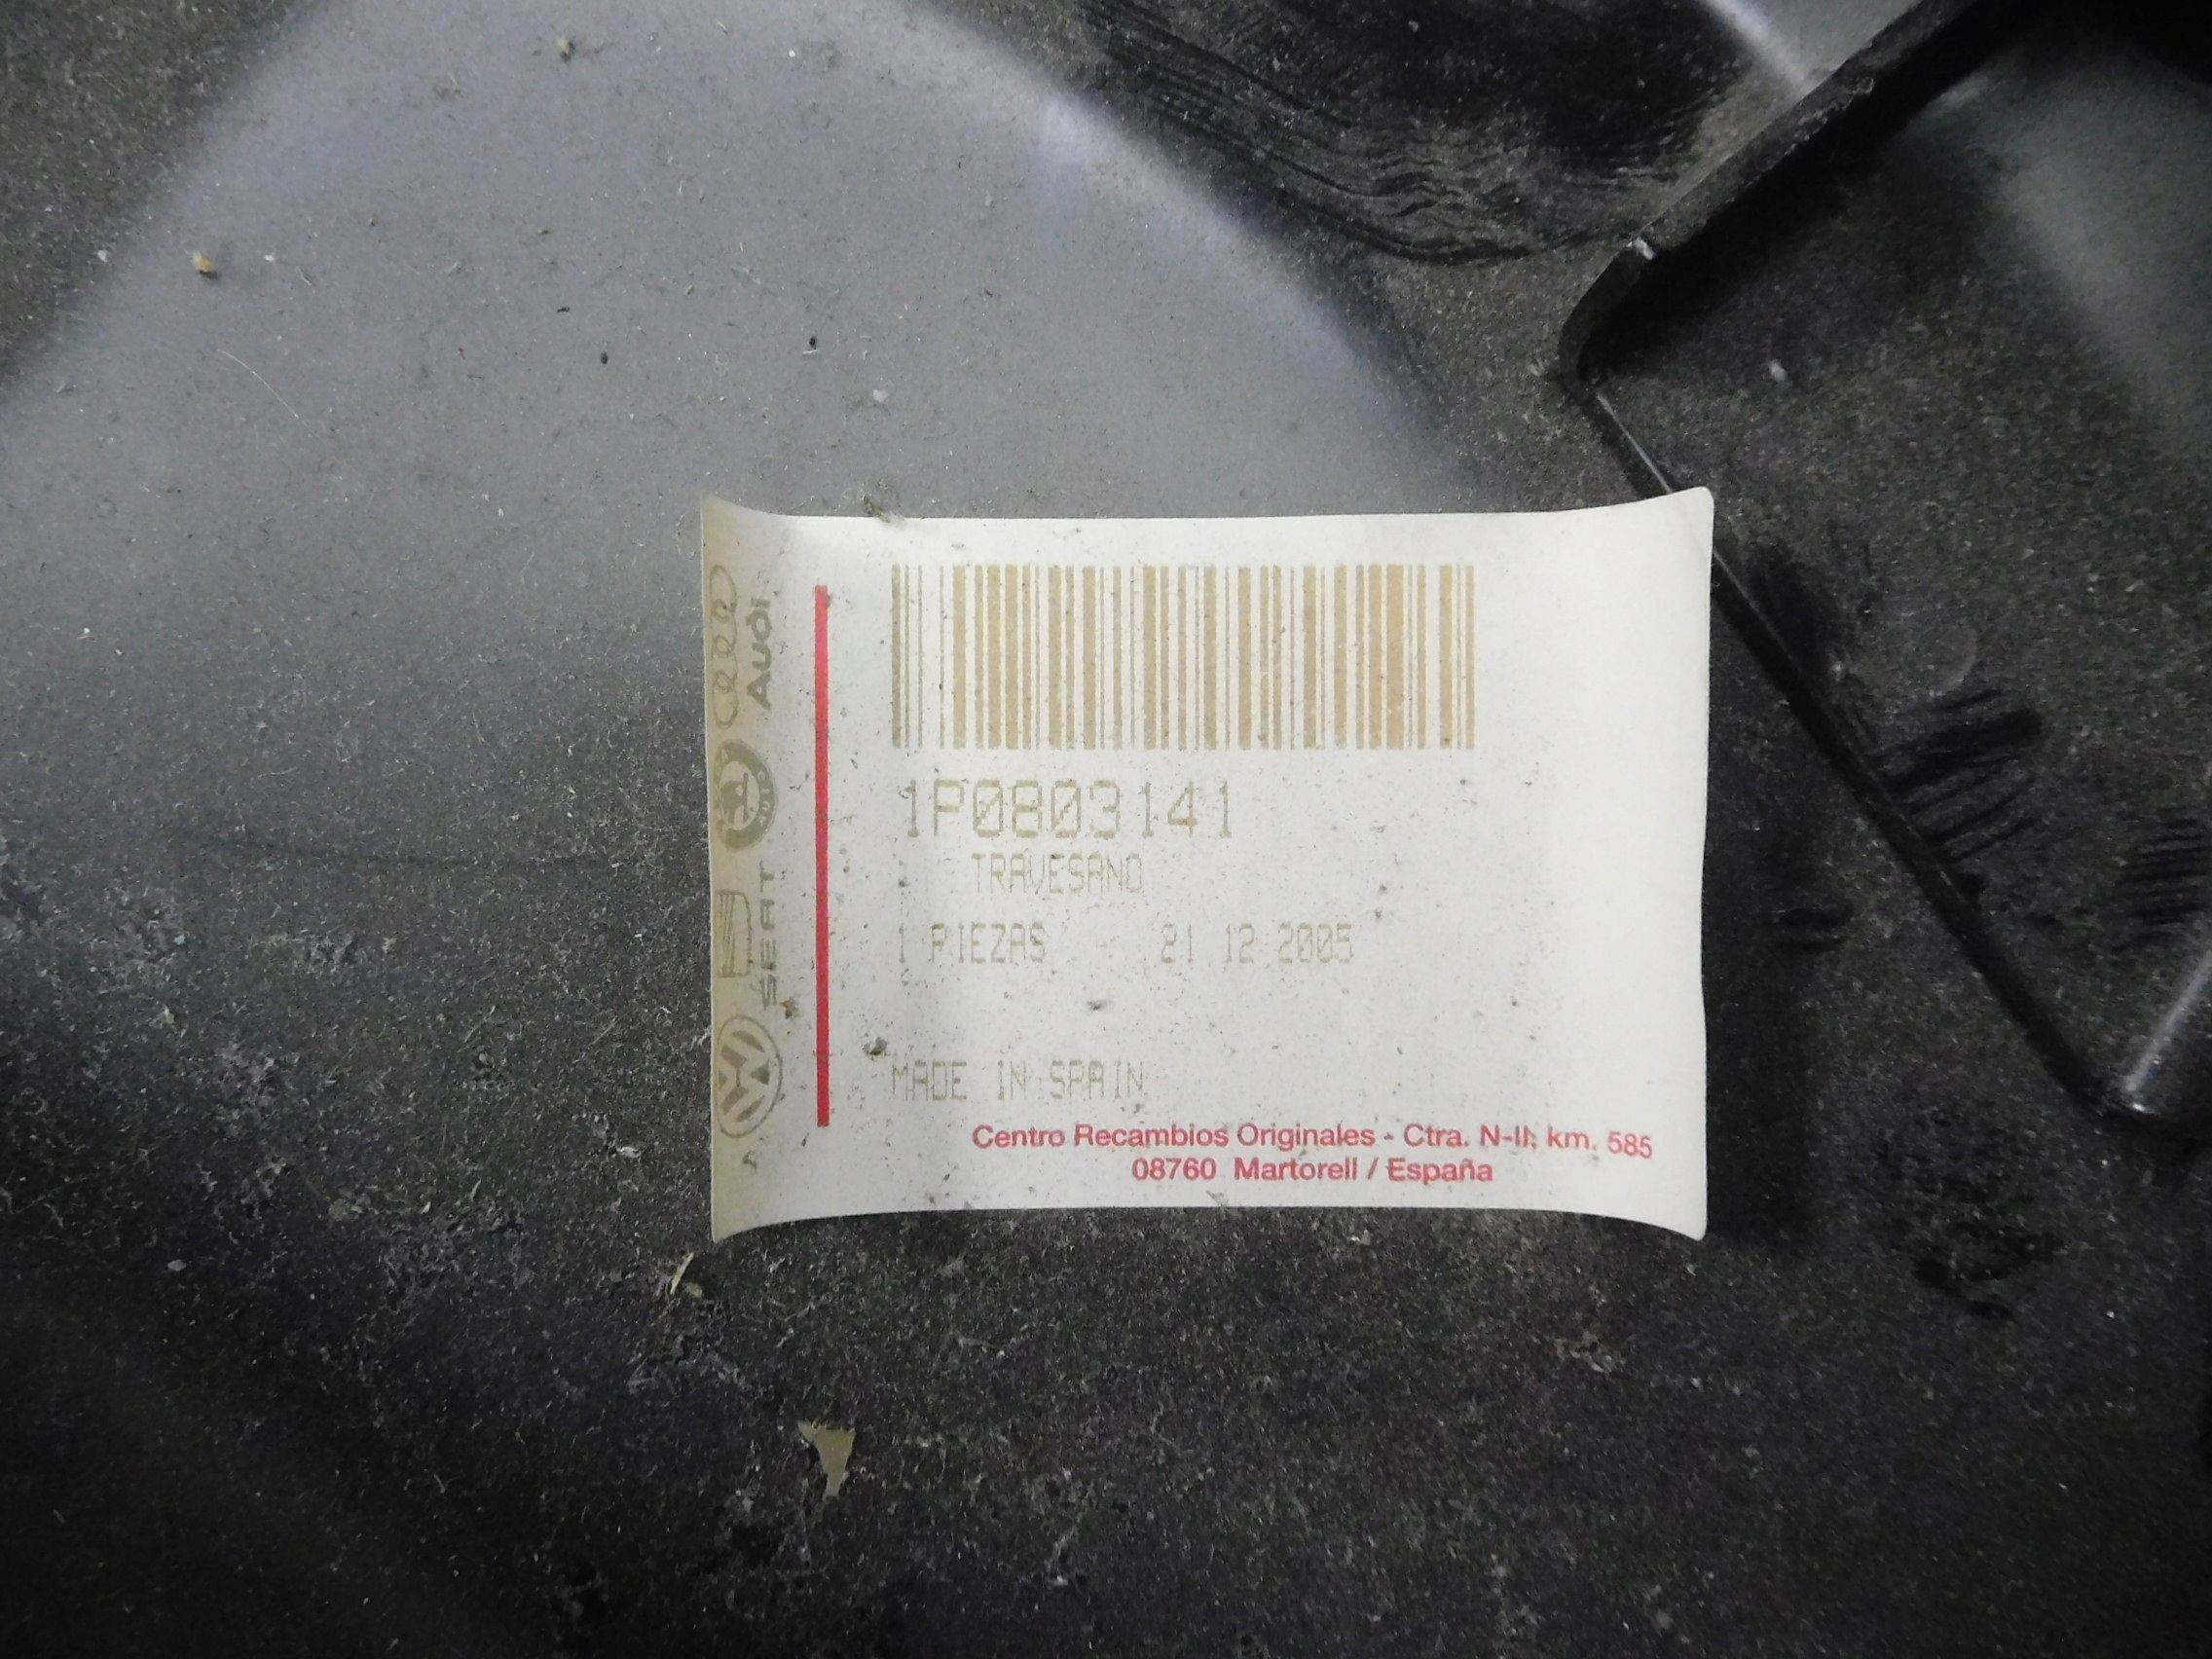 1P0803141
TRAVESANO
1 PIEZAS 21 12 2005
MADE IN SPAIN
Centro Recambios Originales - Ctra. N-II, km. 585
08760 Martorell / España
Audi
SEAT